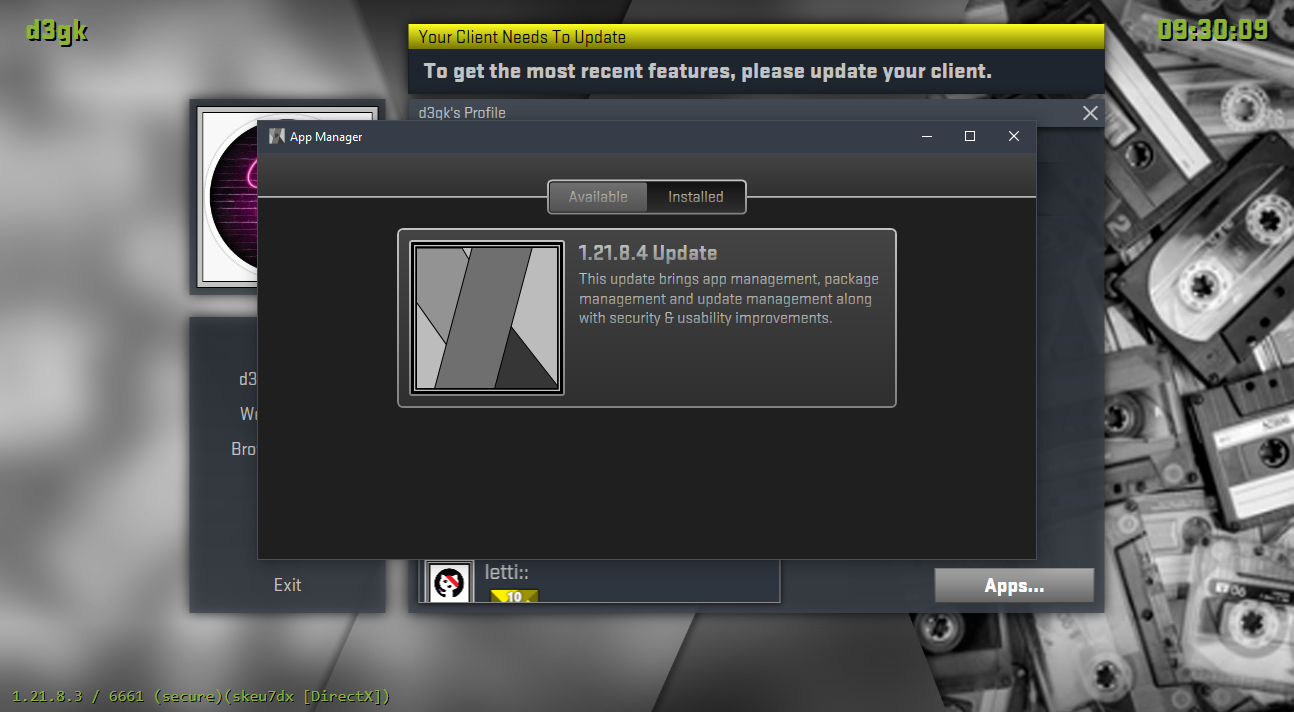 d3gk
09:30:09
Your Client Needs To Update
To get the most recent features, please update your client.
d3gk's Profile
App Manager
Available
Installed
1.21.8.4 Update
This update brings app management, package
management and update management along
with security & usability improvements.
d3
Bro
Exit
letti::
10
Apps...
1.21.8.3 / 6661 (secure)(skeu7dx [DirectX])